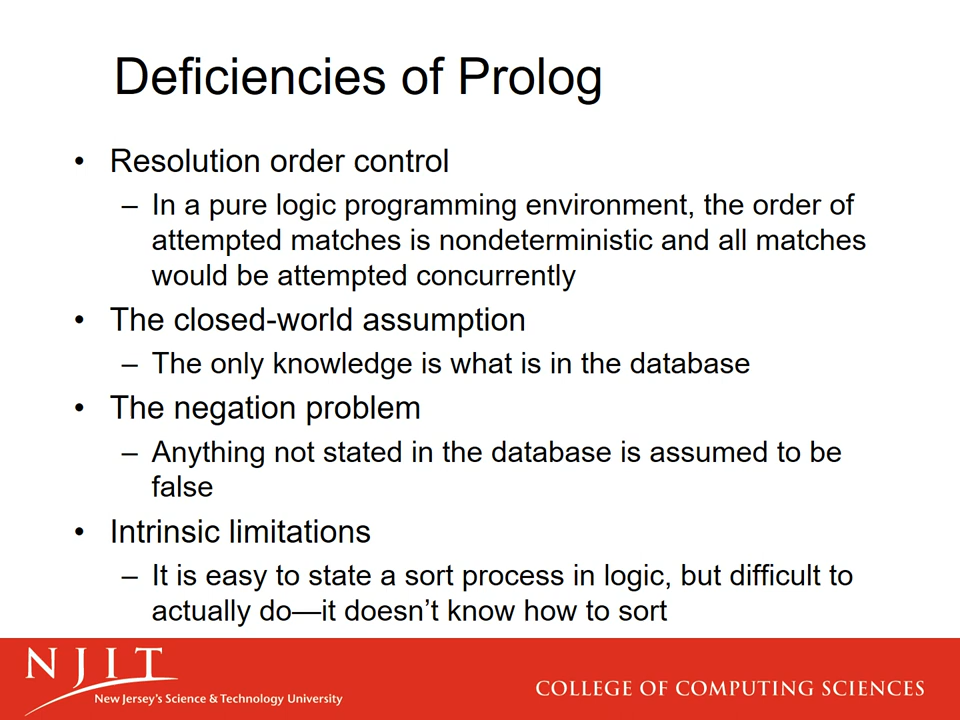 Deficiencies of Prolog
• Resolution order control
– In a pure logic programming environment, the order of
attempted matches is nondeterministic and all matches
would be attempted concurrently
• The closed-world assumption
– The only knowledge is what is in the database
• The negation problem
– Anything not stated in the database is assumed to be
false
• Intrinsic limitations
– It is easy to state a sort process in logic, but difficult to
actually do—it doesn’t know how to sort
NJIT
New Jersey’s Science & Technology University
COLLEGE OF COMPUTING SCIENCES